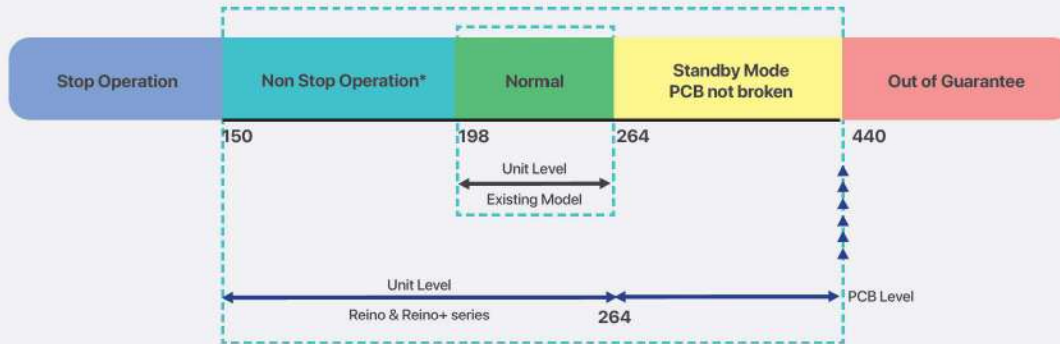 Stop Operation
Non Stop Operation*
Normal
Standby Mode
PCB not broken
Out of Guarantee
150
198
264
440
Unit Level
Existing Model
Unit Level
Reino & Reino+ series
264
PCB Level